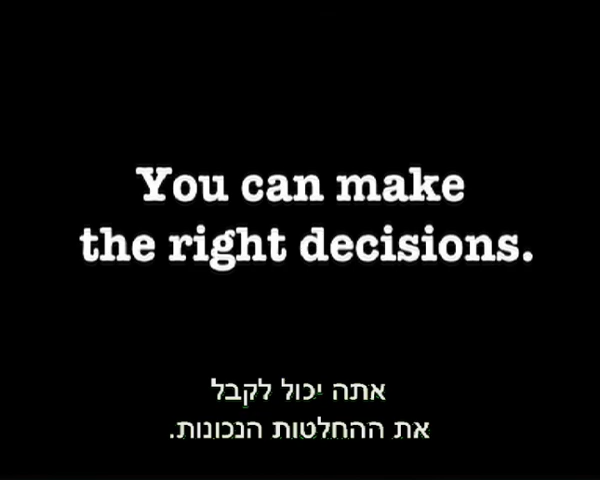 You can make
the right decisions.
אתה יכול לקבל
את ההחלטות הנכונות.